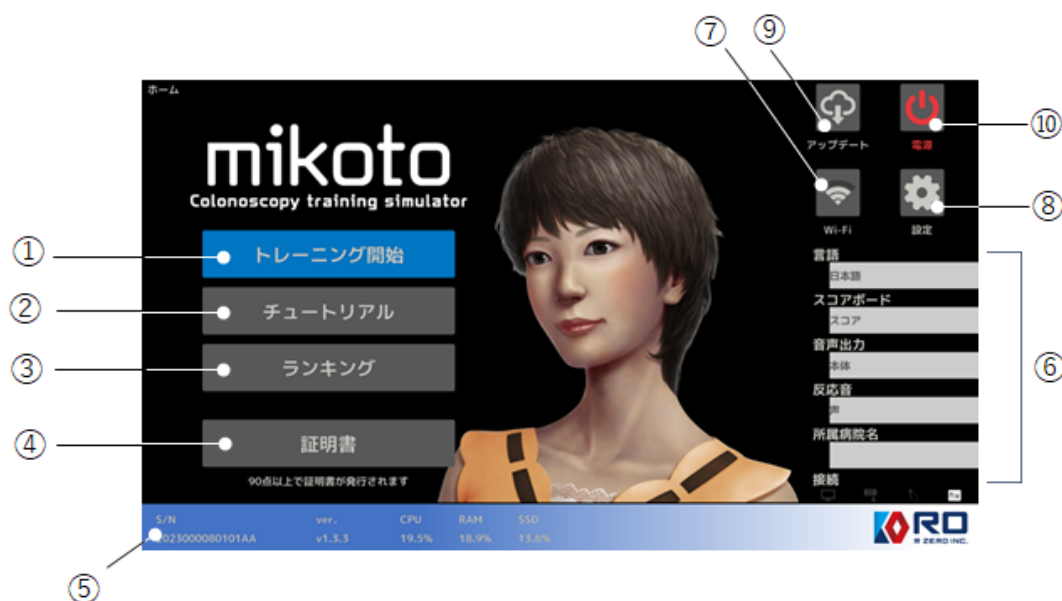 ⑦
⑨
ホーム
mikoto
Colonoscopy training simulator
アップデート
電源
⑩
Wi-Fi
設定
⑧
①
トレーニング開始
②
チュートリアル
③
ランキング
④
証明書
90点以上で証明書が発行されます
言語
日本語
スコアボード
スコア
音声出力
本体
反応音
声
所属病院名
接続
⑥
S/N ver. CPU RAM SSD
2023000080101AA v1.3.3 19.5% 18.9% 13.6%
RO
R ZERO INC.
⑤